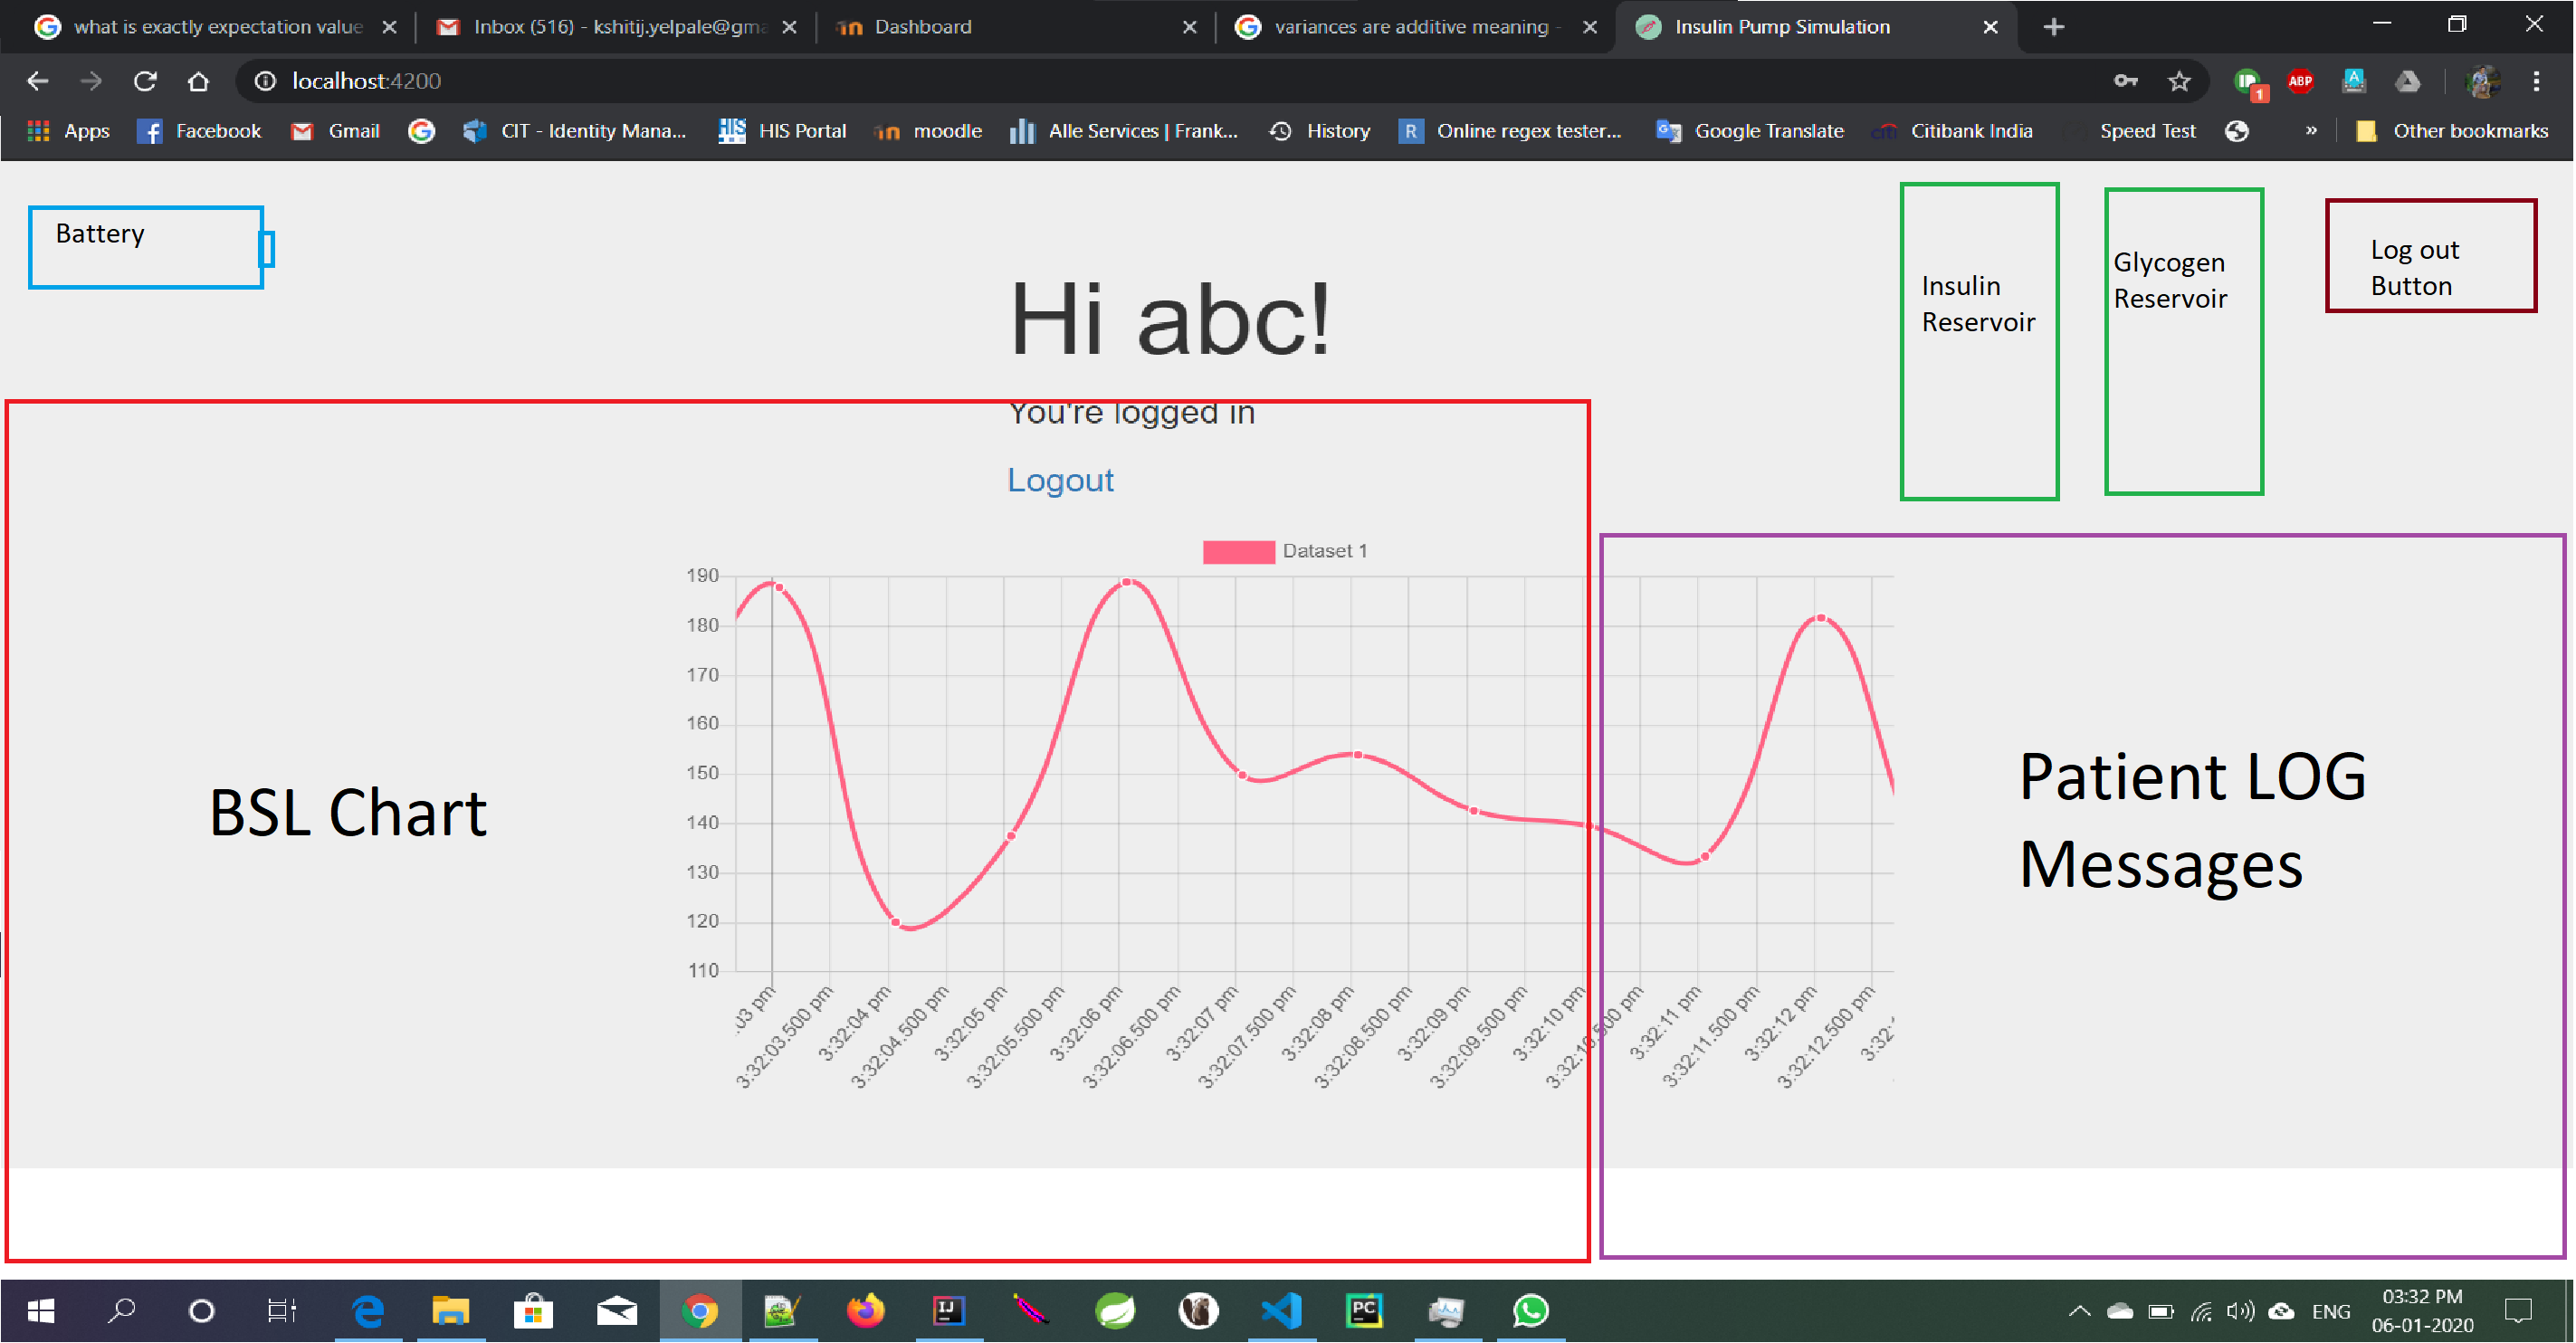 what is exactly expectation value
Inbox (516) - kshitij.yelpale@gma
Dashboard
variances are additive meaning -
Insulin Pump Simulation
localhost:4200
ABP
1
Apps
Facebook
Gmail
CIT - Identity Mana...
HIS Portal
moodle
Alle Services | Frank...
History
Online regex tester...
Google Translate
Citibank India
Speed Test
»
Other bookmarks
Battery
Insulin
Reservoir
Glycogen
Reservoir
Log out
Button
Hi abc!
You're logged in
Logout
Dataset 1
190
180
170
160
150
140
130
120
110
BSL Chart
Patient LOG
Messages
:03 pm
3:32:03.500 pm
3:32:04 pm
3:32:04.500 pm
3:32:05 pm
3:32:05.500 pm
3:32:06 pm
3:32:06.500 pm
3:32:07 pm
3:32:07.500 pm
3:32:08 pm
3:32:08.500 pm
3:32:09 pm
3:32:09.500 pm
3:32:10 pm
3:32:10.500 pm
3:32:11 pm
3:32:11.500 pm
3:32:12 pm
3:32:12.500 pm
3:32:
ENG
03:32 PM
06-01-2020